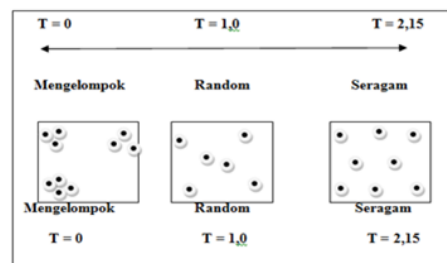 T = 0 T = 1,0 T = 2,15
Mengelompok Random Seragam
Mengelompok Random Seragam
T = 0 T = 1,0 T = 2,15